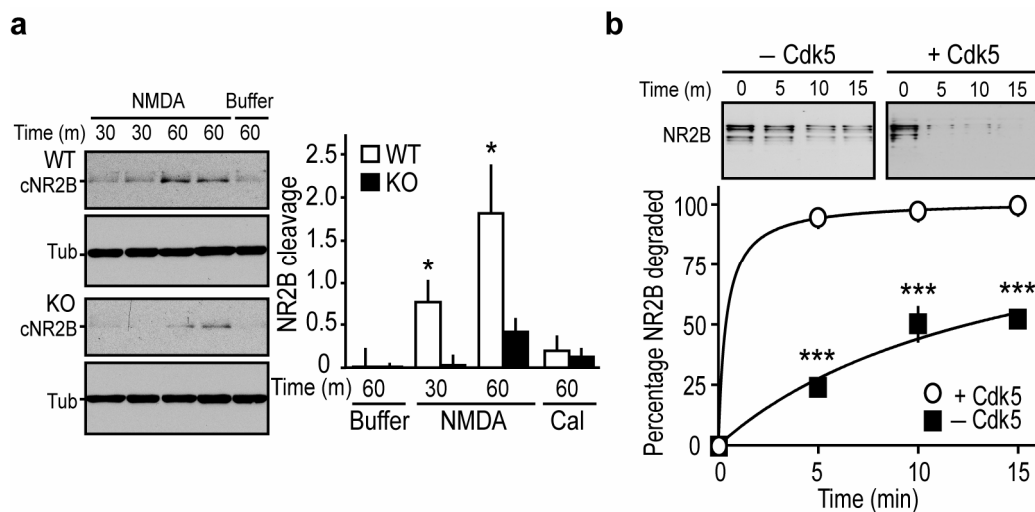 a
NMDA Buffer
Time (m) 30 30 60 60 60
WT
cNR2B
Tub
KO
cNR2B
Tub
NR2B cleavage
2.5
2.0
1.5
1.0
0.5
0
WT
KO
*
*
Time (m) 60 30 60 60
Buffer NMDA Cal
b
– Cdk5 + Cdk5
Time (m) 0 5 10 15 0 5 10 15
NR2B
Percentage NR2B degraded
100
75
50
25
0
*** *** ***
+ Cdk5
– Cdk5
0 5 10 15
Time (min)